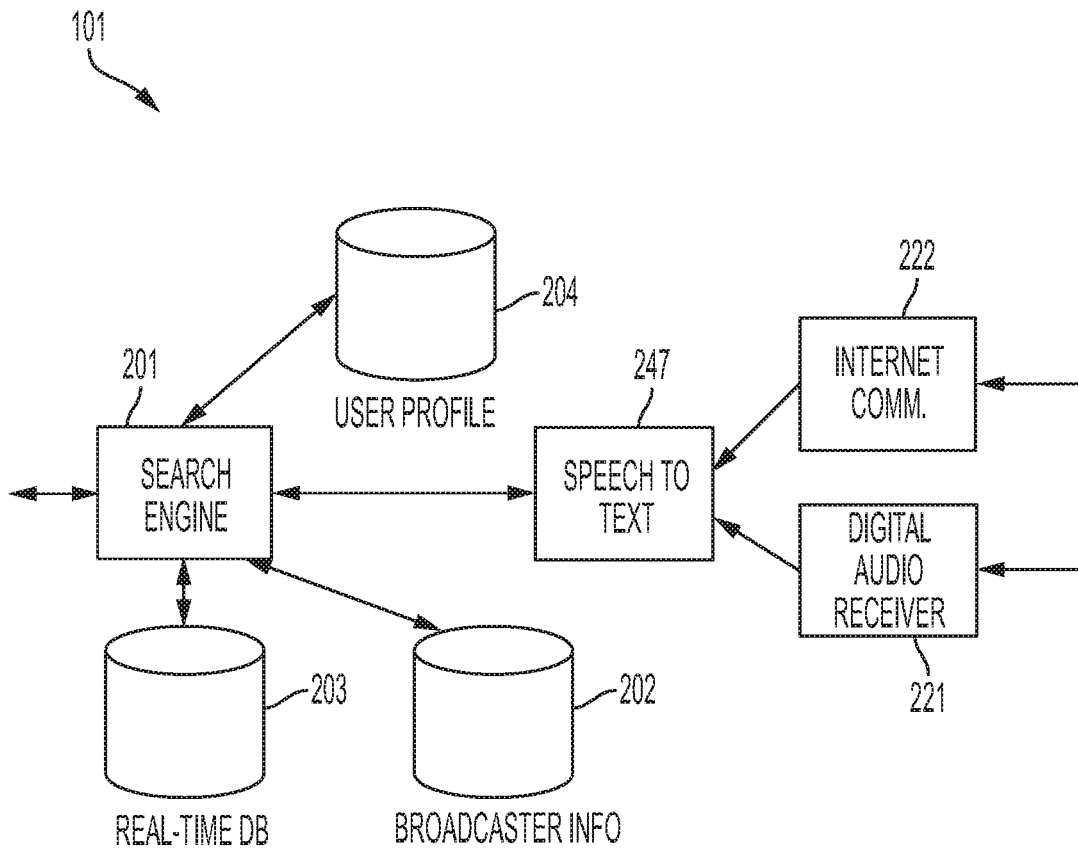 101
204
USER PROFILE
201
SEARCH
ENGINE
247
SPEECH TO
TEXT
222
INTERNET
COMM.
DIGITAL
AUDIO
RECEIVER
221
203
REAL-TIME DB
202
BROADCASTER INFO